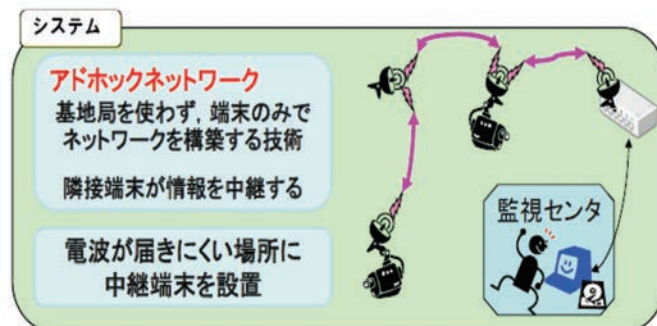 システム
アドホックネットワーク
基地局を使わず，端末のみで
ネットワークを構築する技術
隣接端末が情報を中継する
電波が届きにくい場所に
中継端末を設置
監視センタ